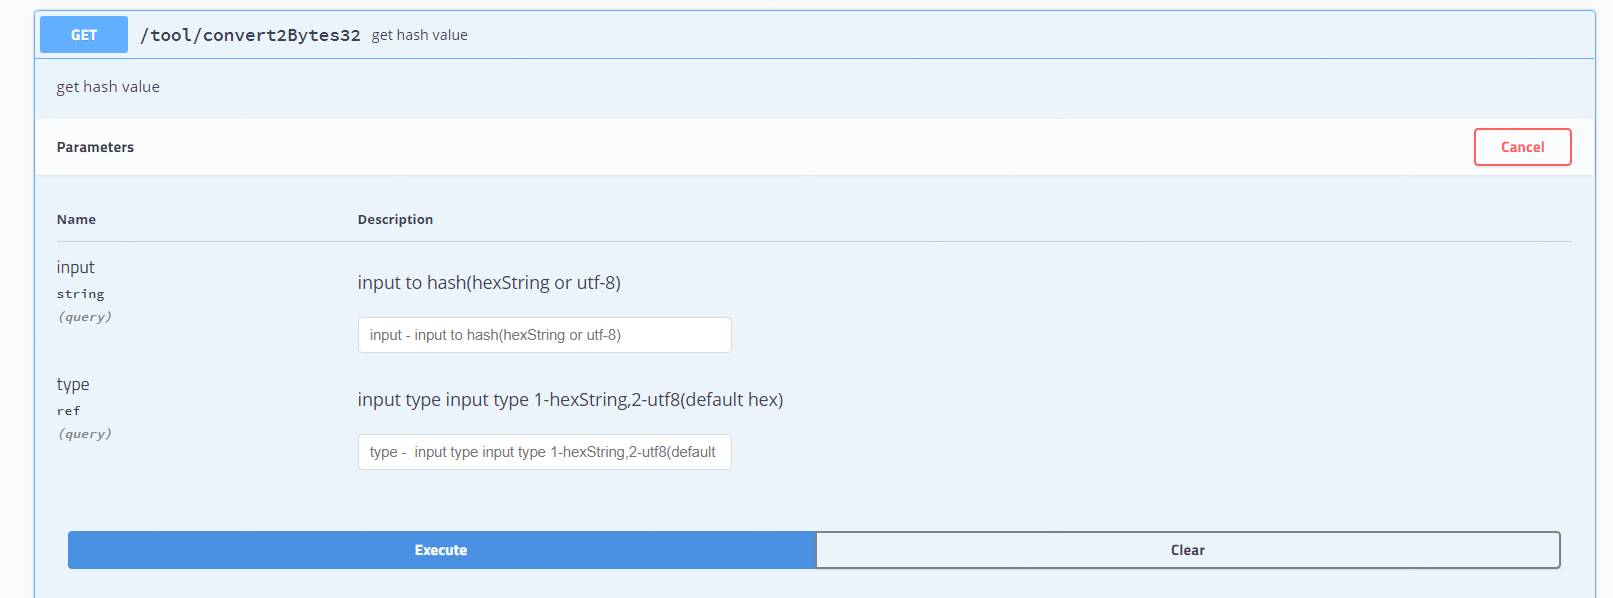 GET /tool/convert2Bytes32 get hash value
get hash value
Parameters Cancel
Name Description
input
string
(query)
input to hash(hexString or utf-8)
input - input to hash(hexString or utf-8)
type
ref
(query)
input type input type 1-hexString,2-utf8(default hex)
type -  input type input type 1-hexString,2-utf8(default
Execute Clear